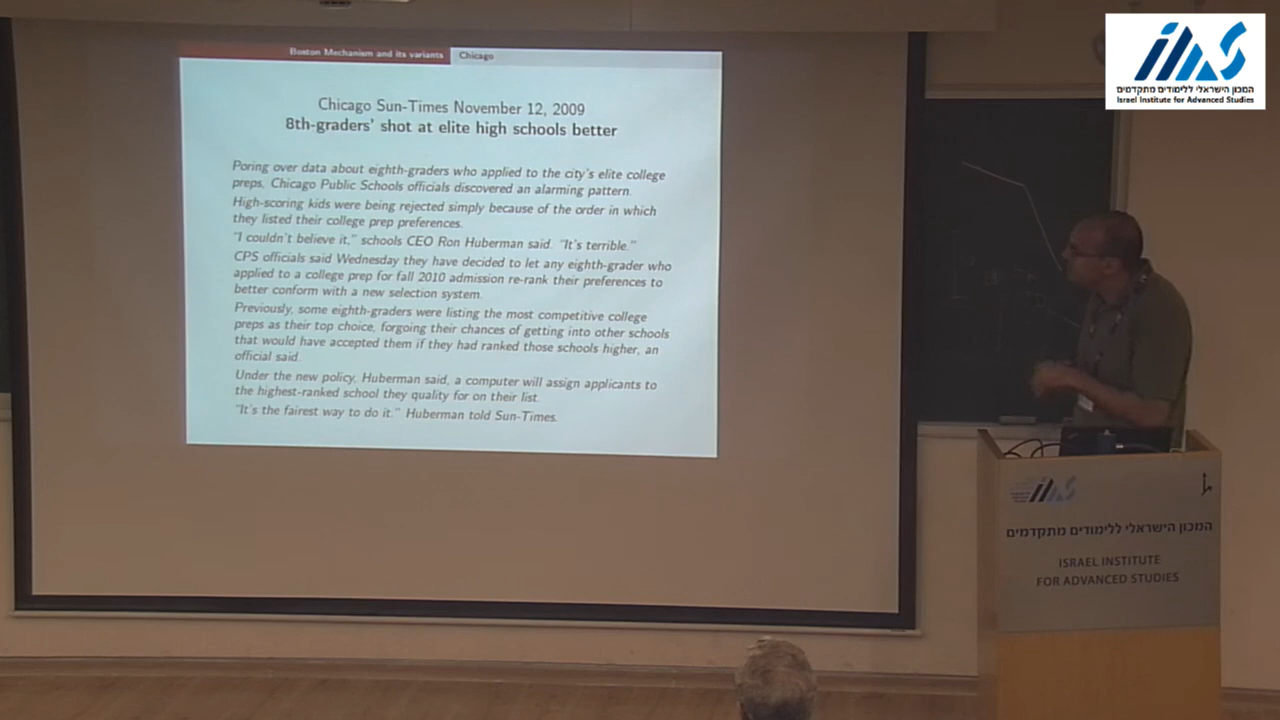 Boston Mechanism and its variants
Chicago
Chicago Sun-Times November 12, 2009
8th-graders' shot at elite high schools better
Poring over data about eighth-graders who applied to the city's elite college
preps, Chicago Public Schools officials discovered an alarming pattern.
High-scoring kids were being rejected simply because of the order in which
they listed their college prep preferences.
"I couldn't believe it," schools CEO Ron Huberman said. "It's terrible."
CPS officials said Wednesday they have decided to let any eighth-grader who
applied to a college prep for fall 2010 admission re-rank their preferences to
better conform with a new selection system.
Previously, some eighth-graders were listing the most competitive college
preps as their top choice, forgoing their chances of getting into other schools
that would have accepted them if they had ranked those schools higher, an
official said.
Under the new policy, Huberman said, a computer will assign applicants to
the highest-ranked school they quality for on their list.
"It's the fairest way to do it." Huberman told Sun-Times.
המכון הישראלי ללימודים מתקדמים
Israel Institute for Advanced Studies
המכון הישראלי ללימודים מתקדמים
ISRAEL INSTITUTE
FOR ADVANCED STUDIES